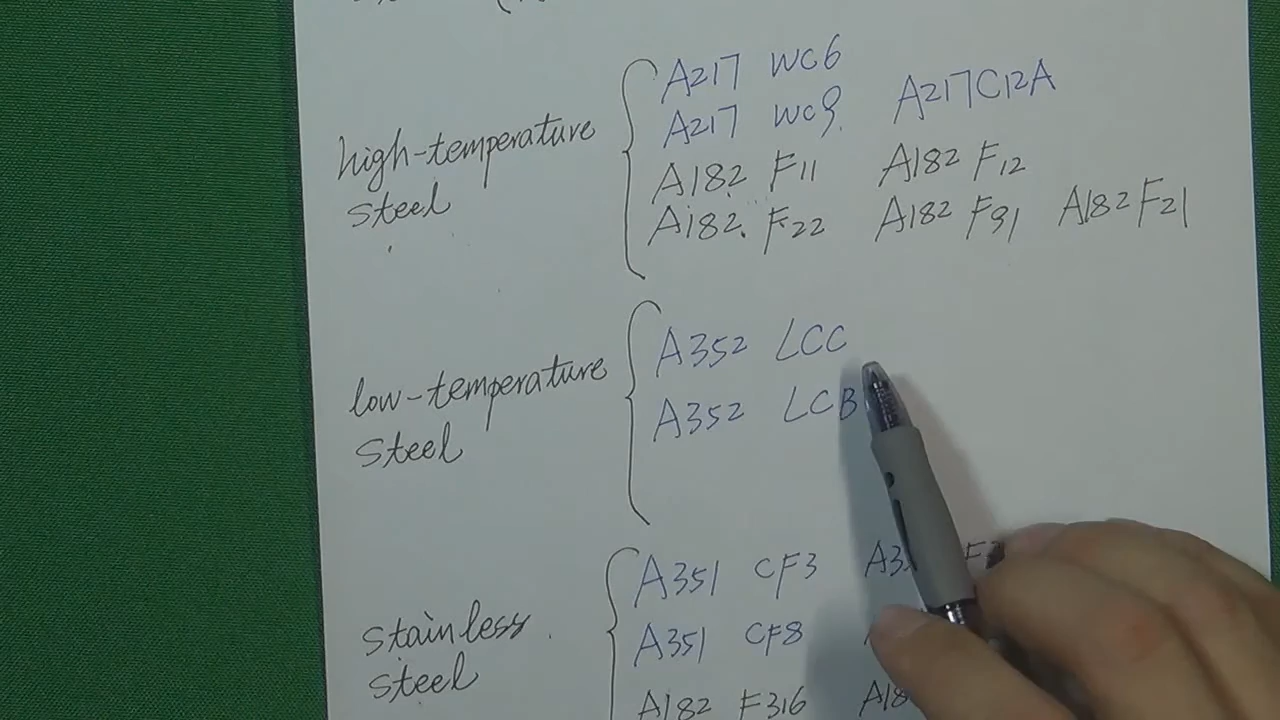 A217 WC6
A217 WC9 A217C12A
high-temperature steel
A182 F11 A182 F12
A182 F22 A182 F91 A182 F21
low-temperature steel
A352 LCC
A352 LCB
stainless steel
A351 CF3
A351 CF8
A182 F316